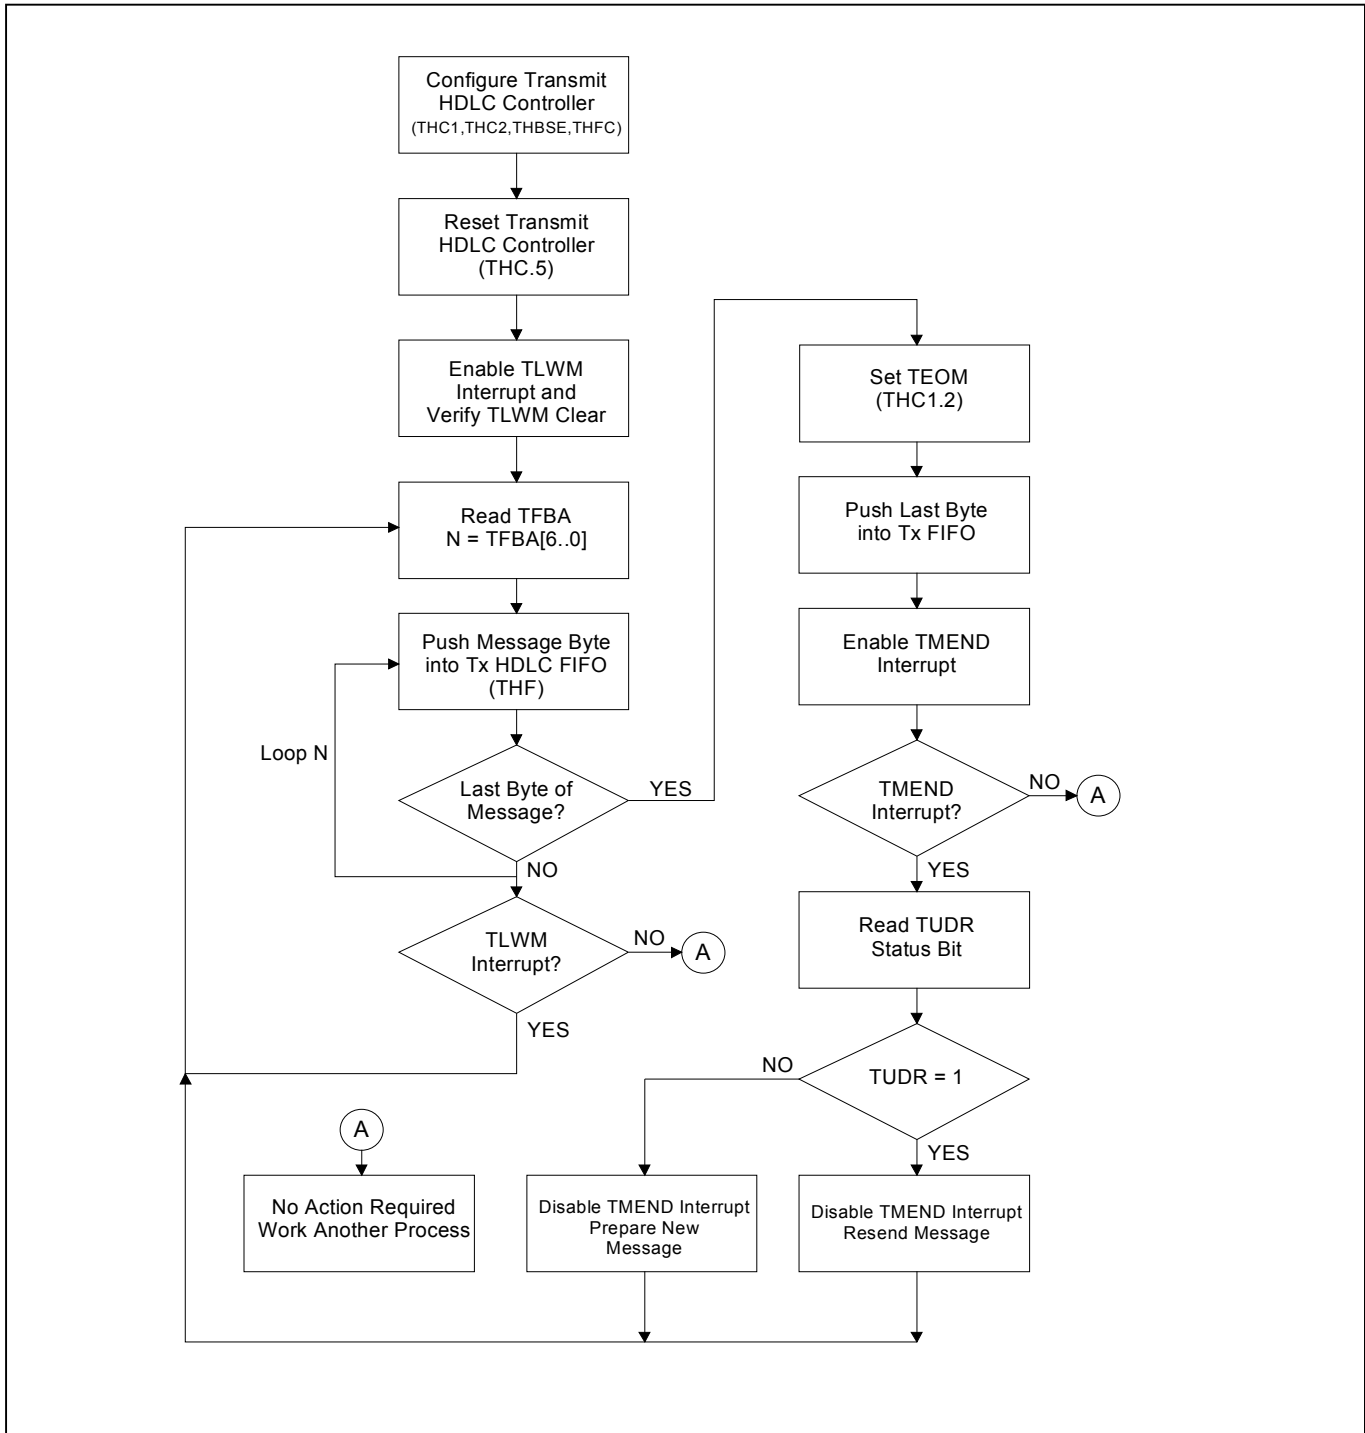 Configure Transmit
HDLC Controller
(THC1,THC2,THBSE,THFC)
Reset Transmit
HDLC Controller
(THC.5)
Enable TLWM
Interrupt and
Verify TLWM Clear
Read TFBA
N = TFBA[6..0]
Push Message Byte
into Tx HDLC FIFO
(THF)
Loop N
Last Byte of
Message?
YES
NO
TLWM
Interrupt?
NO
A
YES
Set TEOM
(THC1.2)
Push Last Byte
into Tx FIFO
Enable TMEND
Interrupt
TMEND
Interrupt?
NO
A
YES
Read TUDR
Status Bit
TUDR = 1
NO
YES
A
No Action Required
Work Another Process
Disable TMEND Interrupt
Prepare New
Message
Disable TMEND Interrupt
Resend Message